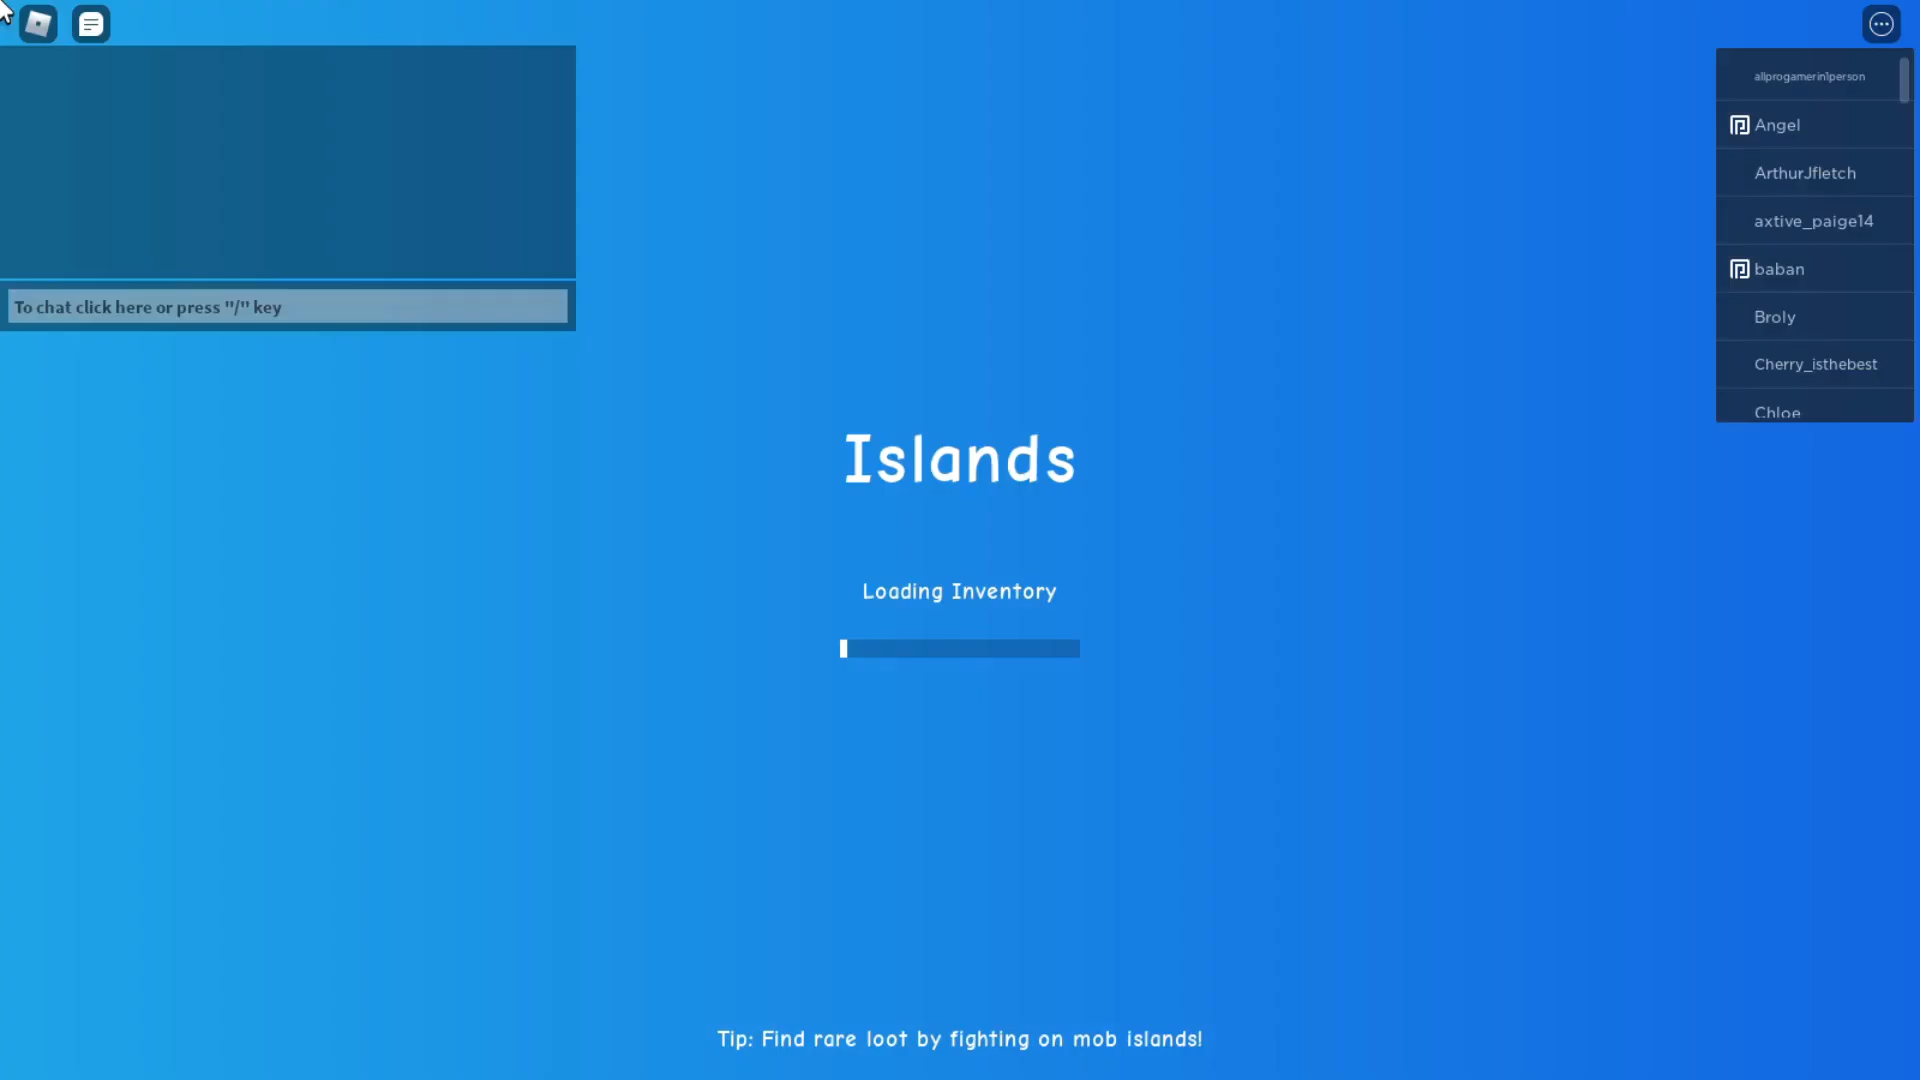 To chat click here or press "/" key
allprogamerin1person
Angel
ArthurJfletch
axtive_paige14
baban
Broly
Cherry_isthebest
Chloe
Islands
Loading Inventory
Tip: Find rare loot by fighting on mob islands!